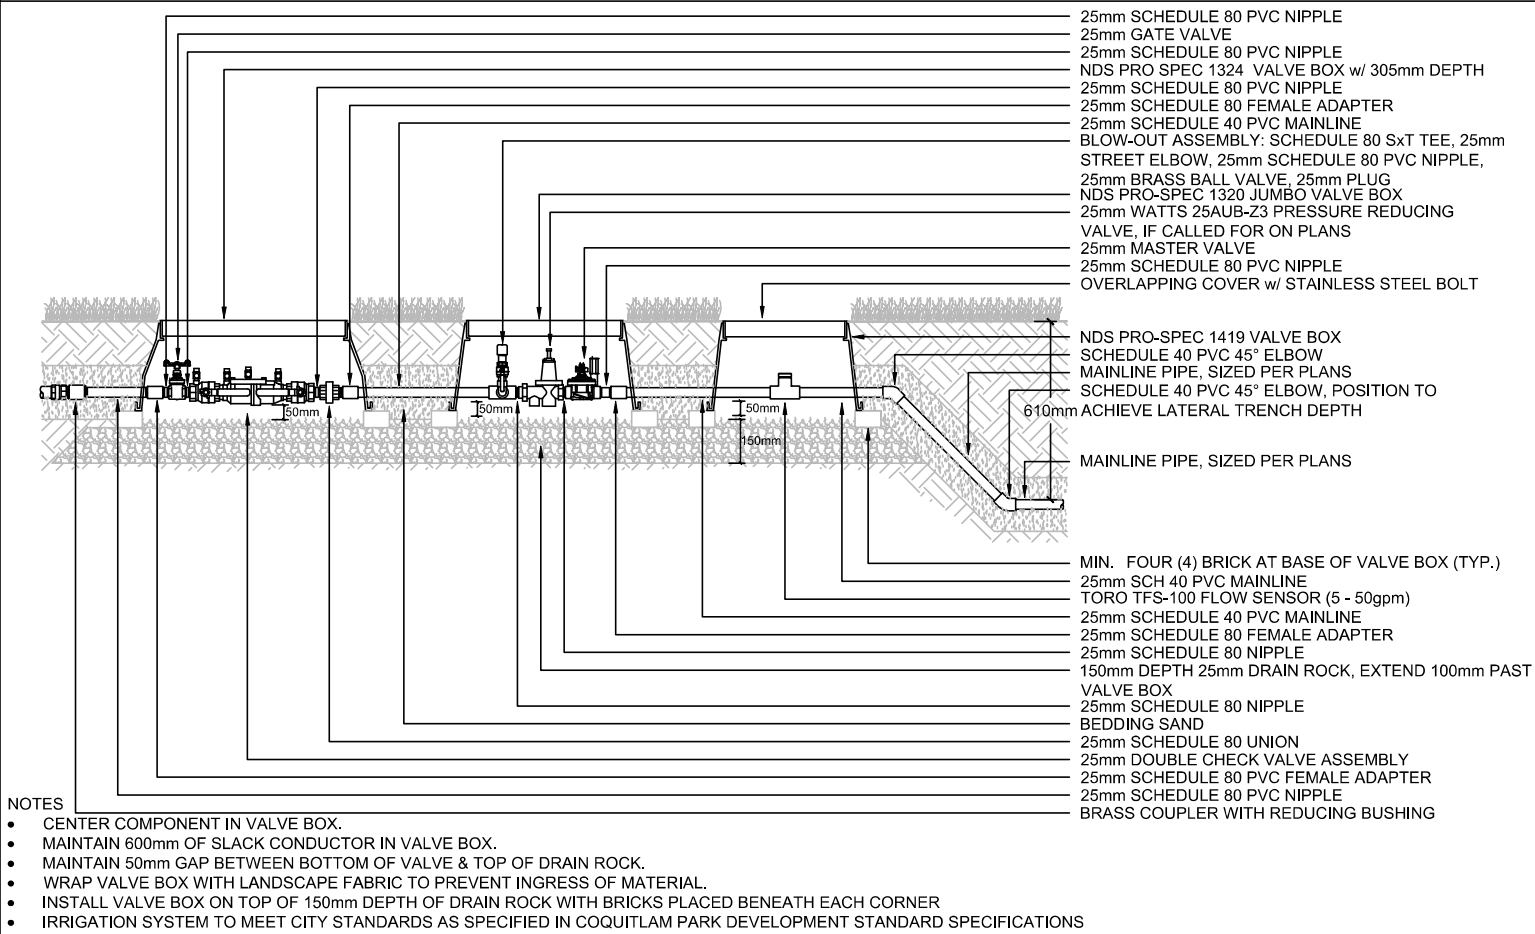 25mm SCHEDULE 80 PVC NIPPLE
25mm GATE VALVE
25mm SCHEDULE 80 PVC NIPPLE
NDS PRO SPEC 1324 VALVE BOX w/ 305mm DEPTH
25mm SCHEDULE 80 PVC NIPPLE
25mm SCHEDULE 80 FEMALE ADAPTER
25mm SCHEDULE 40 PVC MAINLINE
BLOW-OUT ASSEMBLY: SCHEDULE 80 SxT TEE, 25mm
STREET ELBOW, 25mm SCHEDULE 80 PVC NIPPLE,
25mm BRASS BALL VALVE, 25mm PLUG
NDS PRO-SPEC 1320 JUMBO VALVE BOX
25mm WATTS 25AUB-Z3 PRESSURE REDUCING
VALVE, IF CALLED FOR ON PLANS
25mm MASTER VALVE
25mm SCHEDULE 80 PVC NIPPLE
OVERLAPPING COVER w/ STAINLESS STEEL BOLT
NDS PRO-SPEC 1419 VALVE BOX
SCHEDULE 40 PVC 45° ELBOW
MAINLINE PIPE, SIZED PER PLANS
SCHEDULE 40 PVC 45° ELBOW, POSITION TO
ACHIEVE LATERAL TRENCH DEPTH
610mm
50mm
50mm
50mm
150mm
MAINLINE PIPE, SIZED PER PLANS
MIN. FOUR (4) BRICK AT BASE OF VALVE BOX (TYP.)
25mm SCH 40 PVC MAINLINE
TORO TFS-100 FLOW SENSOR (5 - 50gpm)
25mm SCHEDULE 40 PVC MAINLINE
25mm SCHEDULE 80 FEMALE ADAPTER
25mm SCHEDULE 80 NIPPLE
150mm DEPTH 25mm DRAIN ROCK, EXTEND 100mm PAST
VALVE BOX
25mm SCHEDULE 80 NIPPLE
BEDDING SAND
25mm SCHEDULE 80 UNION
25mm DOUBLE CHECK VALVE ASSEMBLY
25mm SCHEDULE 80 PVC FEMALE ADAPTER
25mm SCHEDULE 80 PVC NIPPLE
BRASS COUPLER WITH REDUCING BUSHING
NOTES
• CENTER COMPONENT IN VALVE BOX.
• MAINTAIN 600mm OF SLACK CONDUCTOR IN VALVE BOX.
• MAINTAIN 50mm GAP BETWEEN BOTTOM OF VALVE & TOP OF DRAIN ROCK.
• WRAP VALVE BOX WITH LANDSCAPE FABRIC TO PREVENT INGRESS OF MATERIAL.
• INSTALL VALVE BOX ON TOP OF 150mm DEPTH OF DRAIN ROCK WITH BRICKS PLACED BENEATH EACH CORNER
• IRRIGATION SYSTEM TO MEET CITY STANDARDS AS SPECIFIED IN COQUITLAM PARK DEVELOPMENT STANDARD SPECIFICATIONS